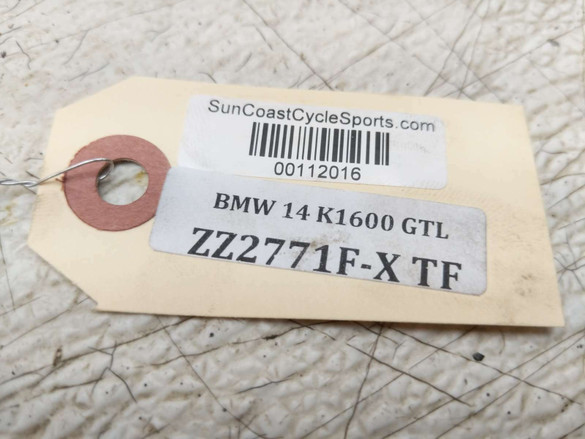 SunCoastCycleSports.com
00112016
BMW 14 K1600 GTL
ZZ2771F-X TF